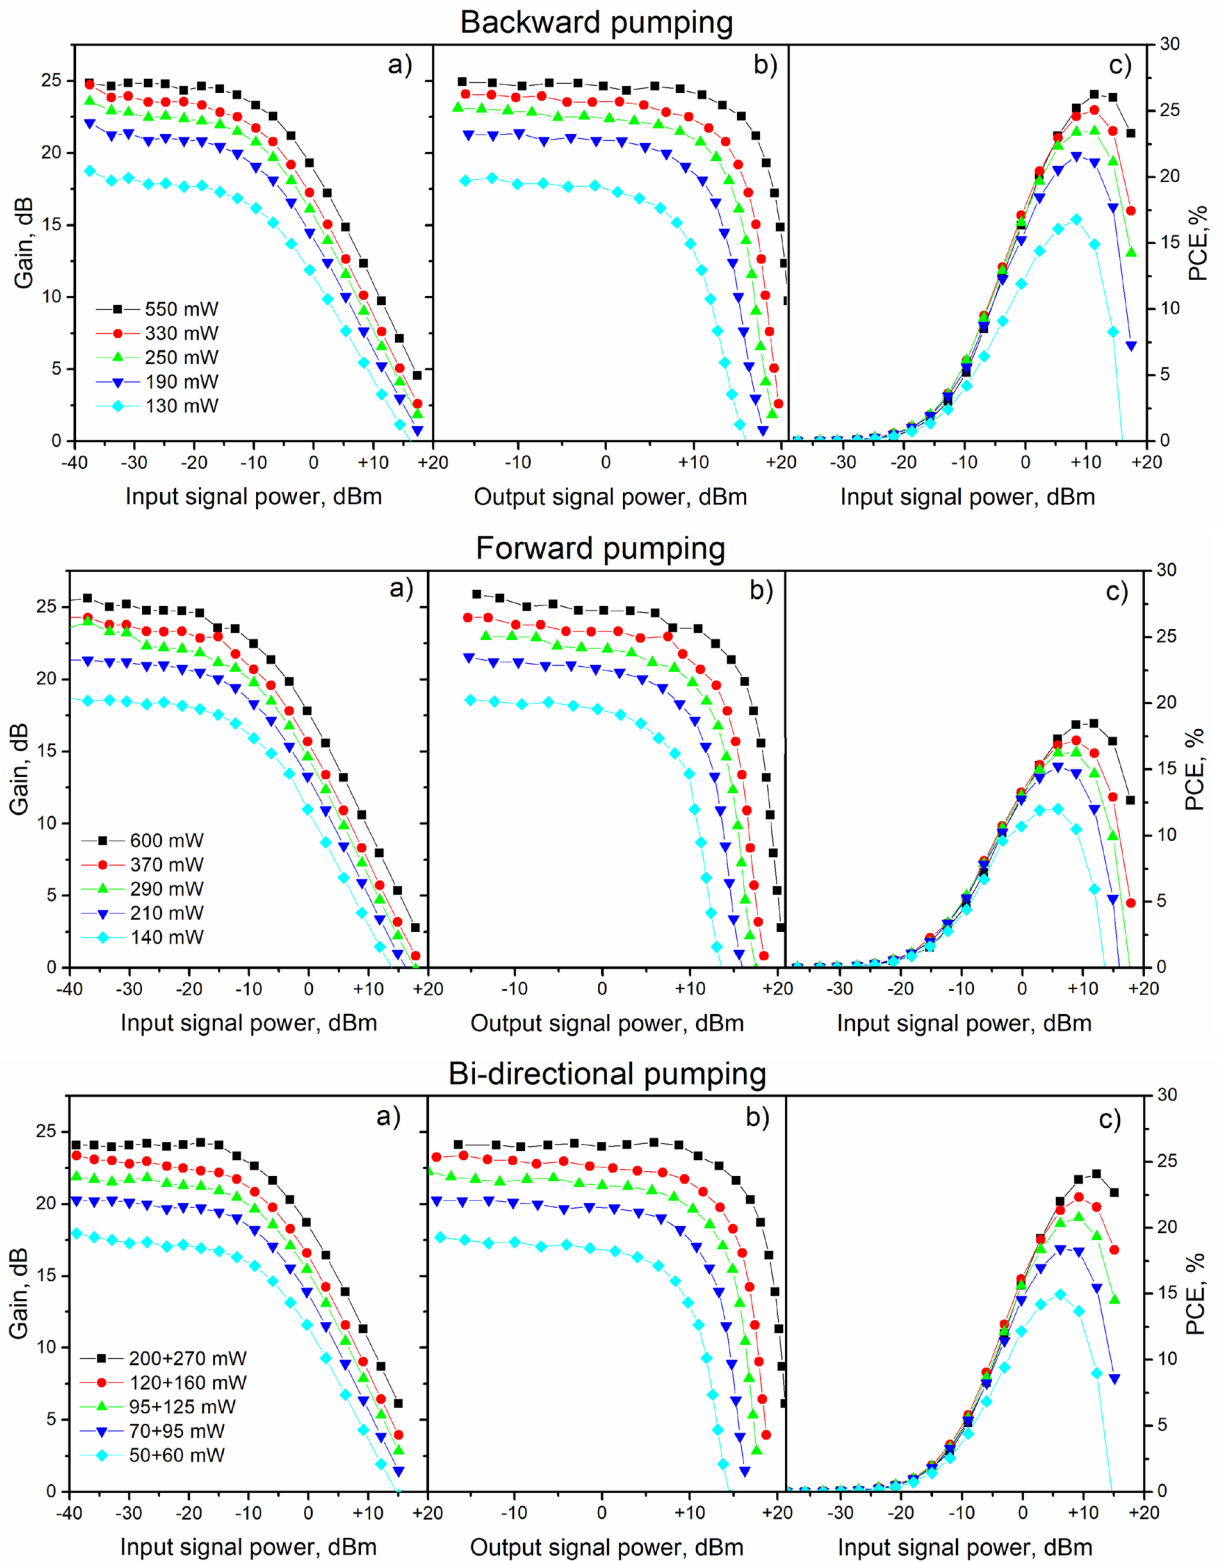 Backward pumping
a) b) c)
Gain, dB
25
20
15
10
5
0
550 mW
330 mW
250 mW
190 mW
130 mW
30
25
20
15
10
5
0
PCE, %
-40 -30 -20 -10 0 +10 +20 -10 0 +10 +20 -30 -20 -10 0 +10 +20
Input signal power, dBm Output signal power, dBm Input signal power, dBm
Forward pumping
a) b) c)
Gain, dB
25
20
15
10
5
0
600 mW
370 mW
290 mW
210 mW
140 mW
30
25
20
15
10
5
0
PCE, %
-40 -30 -20 -10 0 +10 +20 -10 0 +10 +20 -30 -20 -10 0 +10 +20
Input signal power, dBm Output signal power, dBm Input signal power, dBm
Bi-directional pumping
a) b) c)
Gain, dB
25
20
15
10
5
0
200+270 mW
120+160 mW
95+125 mW
70+95 mW
50+60 mW
30
25
20
15
10
5
0
PCE, %
-40 -30 -20 -10 0 +10 +20 -10 0 +10 +20 -30 -20 -10 0 +10 +20
Input signal power, dBm Output signal power, dBm Input signal power, dBm